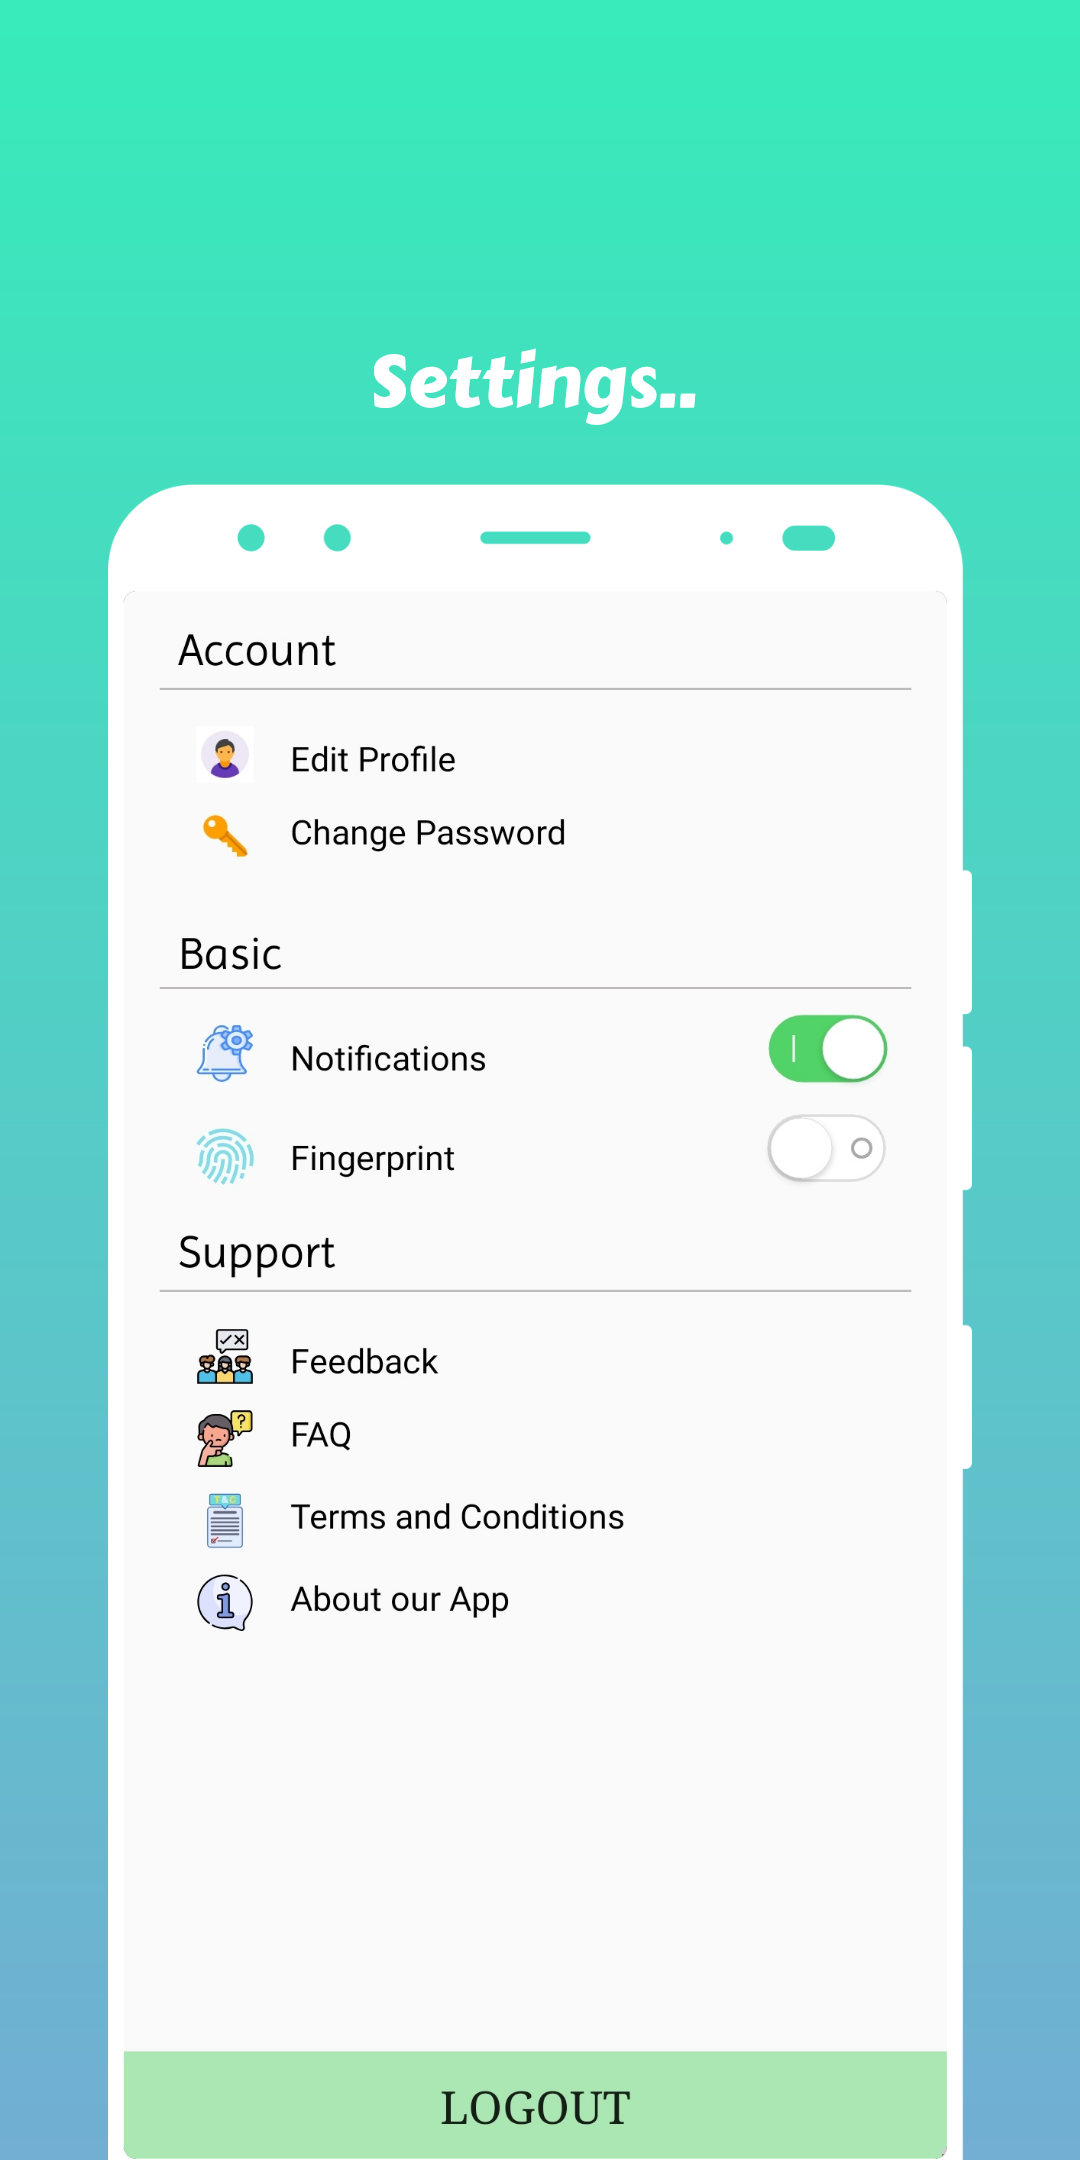 Settings..
Account
Edit Profile
Change Password
Basic
Notifications
Fingerprint
Support
Feedback
?
FAQ
T&C
Terms and Conditions
i
About our App
LOGOUT